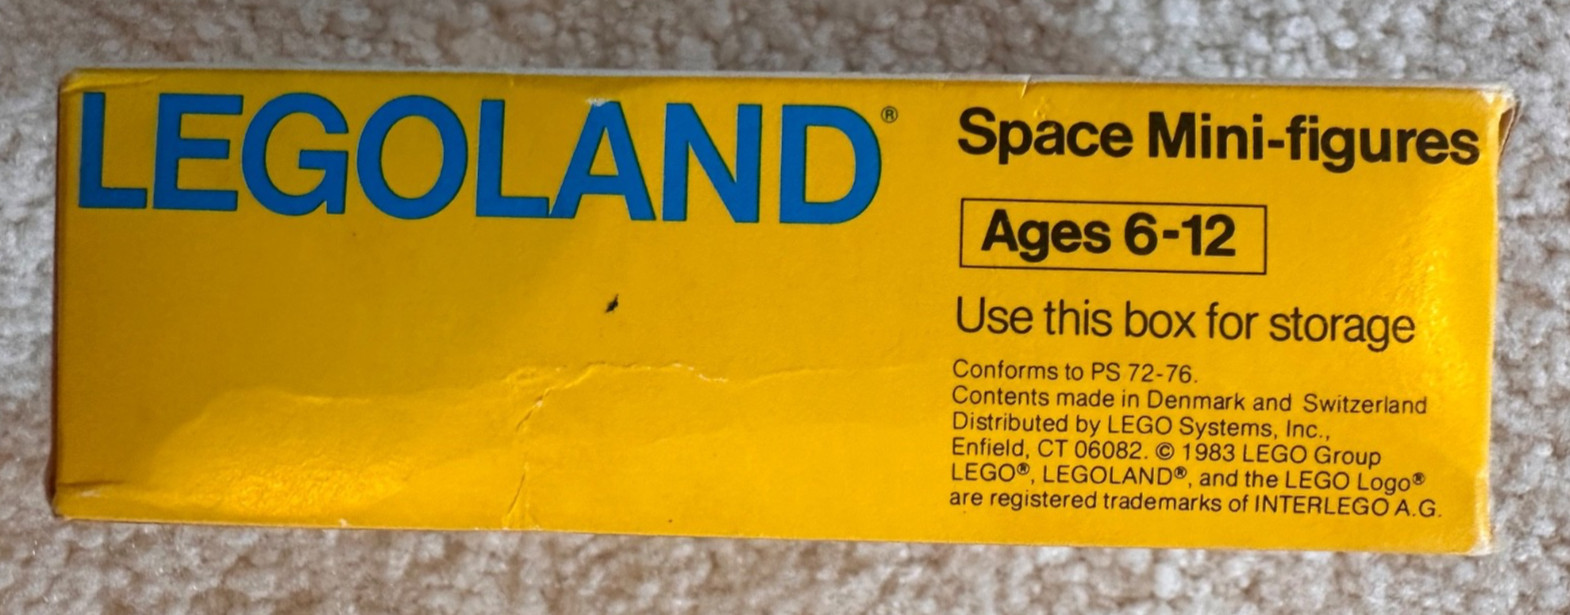 LEGOLAND®
Space Mini-figures
Ages 6-12
Use this box for storage
Conforms to PS 72-76.
Contents made in Denmark and Switzerland
Distributed by LEGO Systems, Inc.,
Enfield, CT 06082. © 1983 LEGO Group
LEGO®, LEGOLAND®, and the LEGO Logo®
are registered trademarks of INTERLEGO A.G.